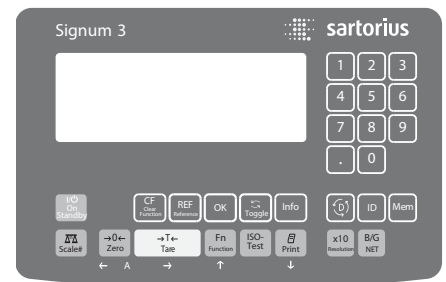 Signum 3
sartorius
1 2 3
4 5 6
7 8 9
. 0
I/⏻ On Standby
CF Clear Function
REF Reference
OK
Toggle
Info
D
ID
Mem
Scale#
→0← Zero
→T← Tare
Fn Function
ISO-Test
Print
x10 Resolution
B/G NET
← A → ↑ ↓